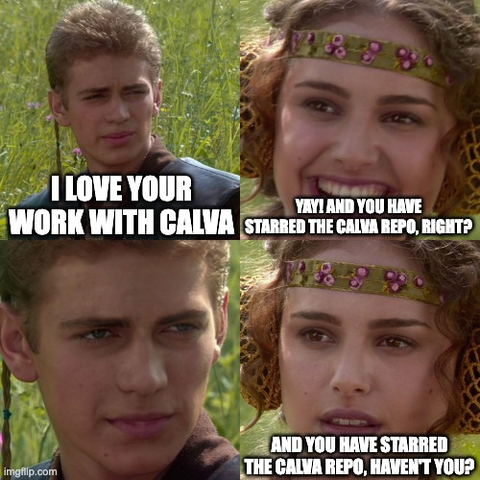 I LOVE YOUR
WORK WITH CALVA
YAY! AND YOU HAVE
STARRED THE CALVA REPO, RIGHT?
AND YOU HAVE STARRED
THE CALVA REPO, HAVEN'T YOU?
imgflip.com